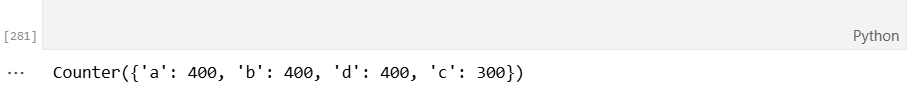 [281]
Python
... Counter({'a': 400, 'b': 400, 'd': 400, 'c': 300})